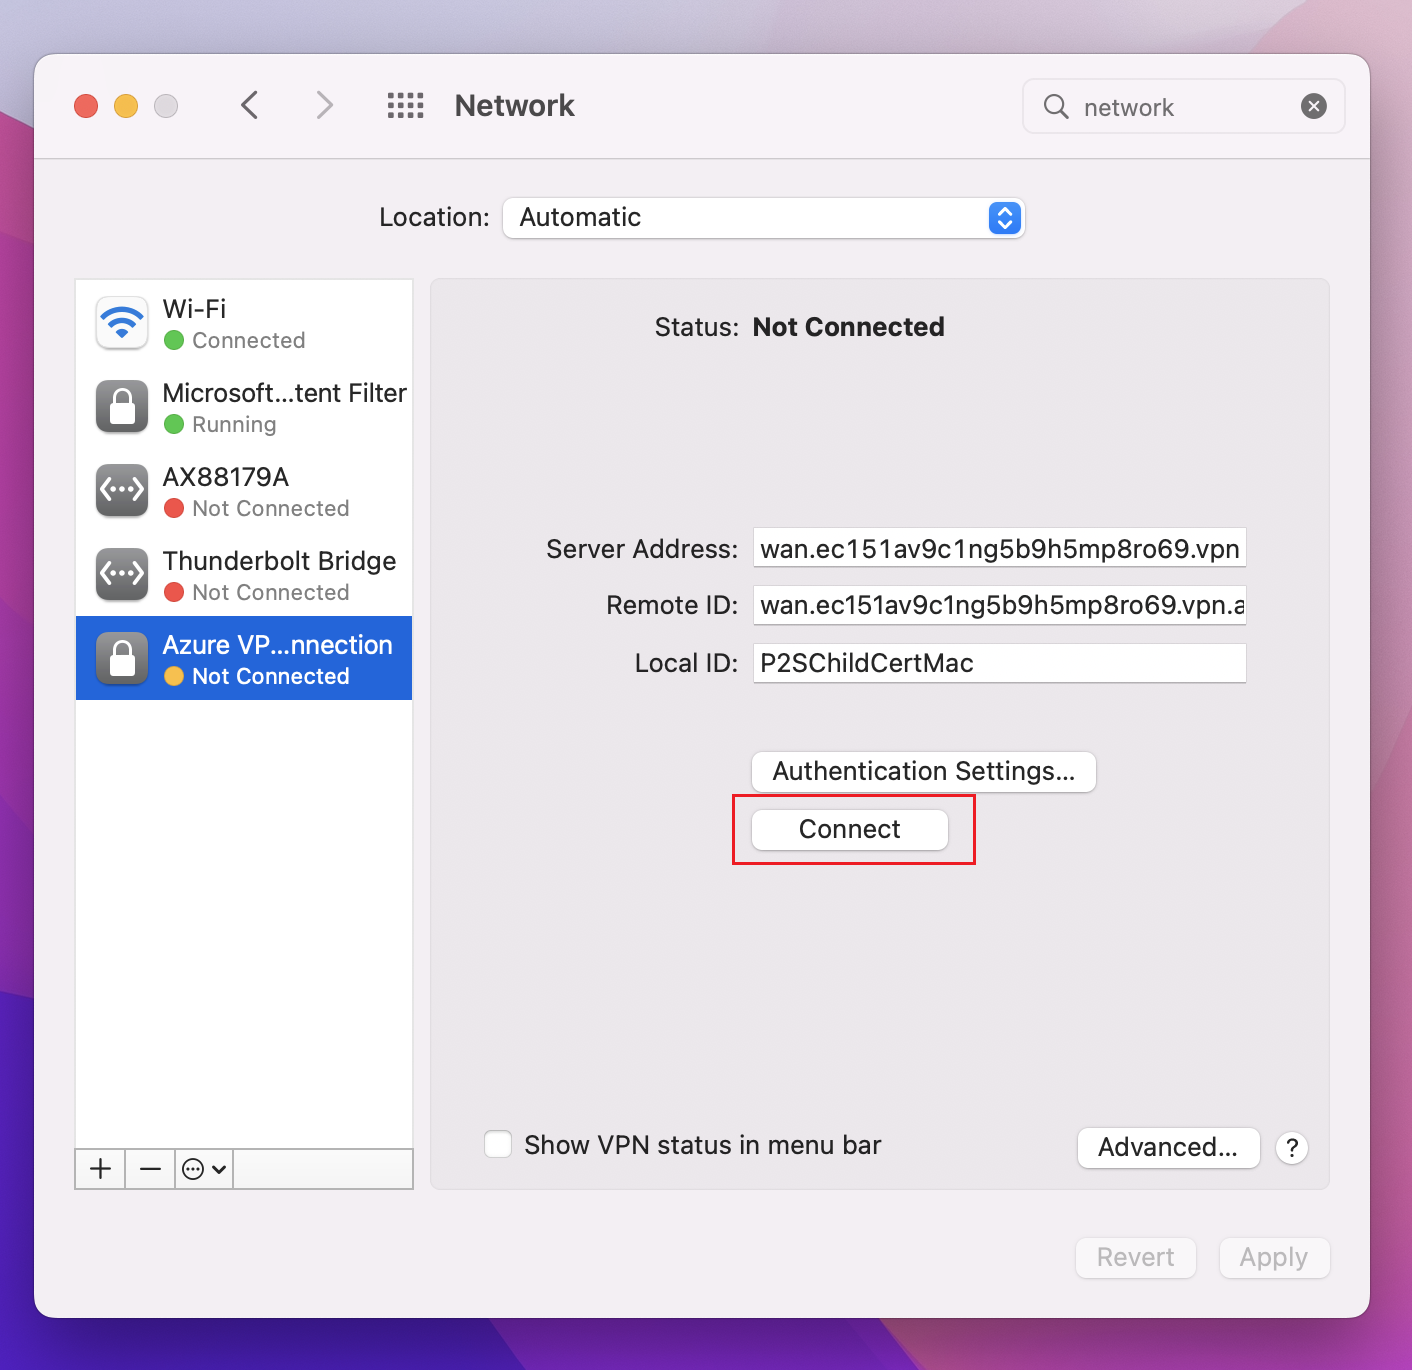 Network
network
Location: Automatic
Wi-Fi
Connected
Microsoft...tent Filter
Running
AX88179A
Not Connected
Thunderbolt Bridge
Not Connected
Azure VP...nnection
Not Connected
Status: Not Connected
Server Address: wan.ec151av9c1ng5b9h5mp8ro69.vpn
Remote ID: wan.ec151av9c1ng5b9h5mp8ro69.vpn.a
Local ID: P2SChildCertMac
Authentication Settings...
Connect
Show VPN status in menu bar
Advanced... ?
Revert Apply